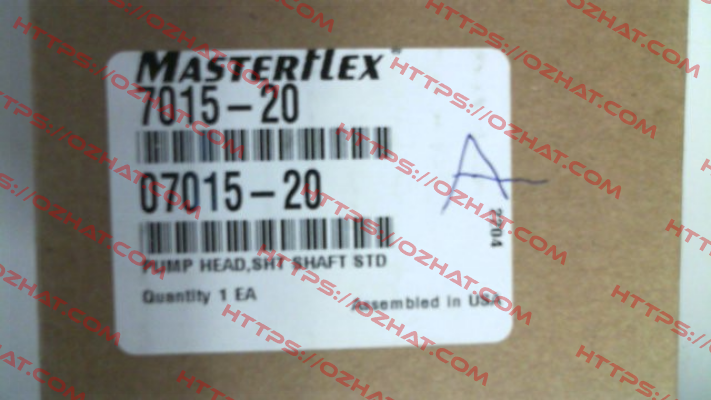 MASTERFLEX®
7015-20
07015-20
PUMP HEAD,SHT SHAFT STD
Quantity 1 EA
Assembled in USA
2204
A
HTTPS://OZHAT.COM